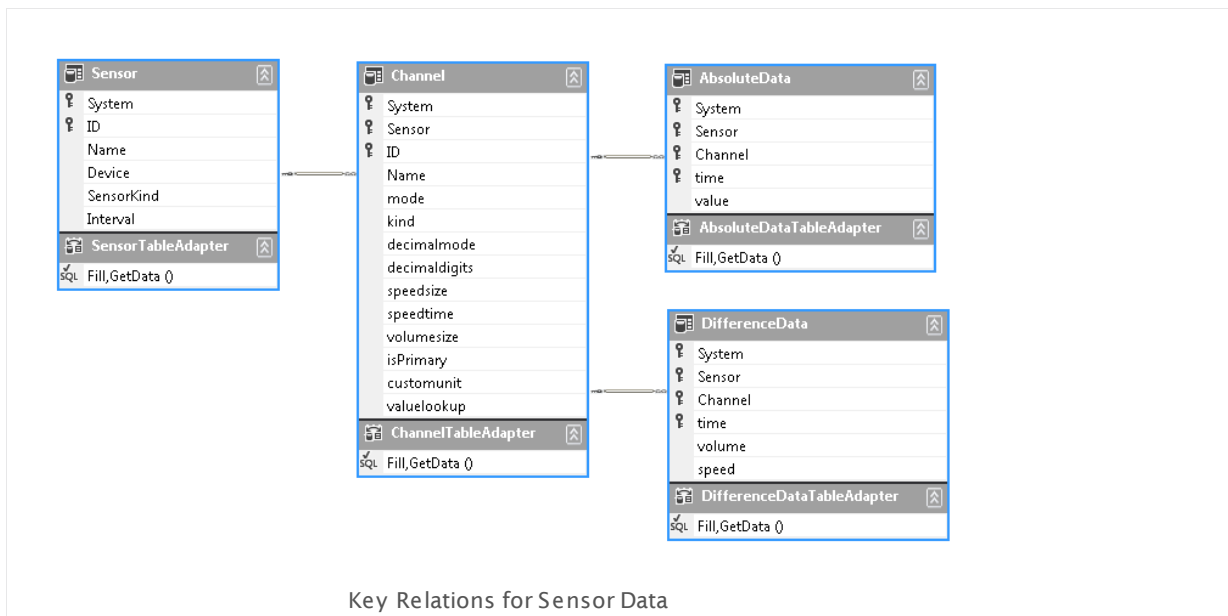 Sensor
System
ID
Name
Device
SensorKind
Interval
SensorTableAdapter
SQL Fill,GetData ()
Channel
System
Sensor
ID
Name
mode
kind
decimalmode
decimaldigits
speedsize
speedtime
volumesize
isPrimary
customunit
valuelookup
ChannelTableAdapter
SQL Fill,GetData ()
AbsoluteData
System
Sensor
Channel
time
value
AbsoluteDataTableAdapter
SQL Fill,GetData ()
DifferenceData
System
Sensor
Channel
time
volume
speed
DifferenceDataTableAdapter
SQL Fill,GetData ()
Key Relations for Sensor Data